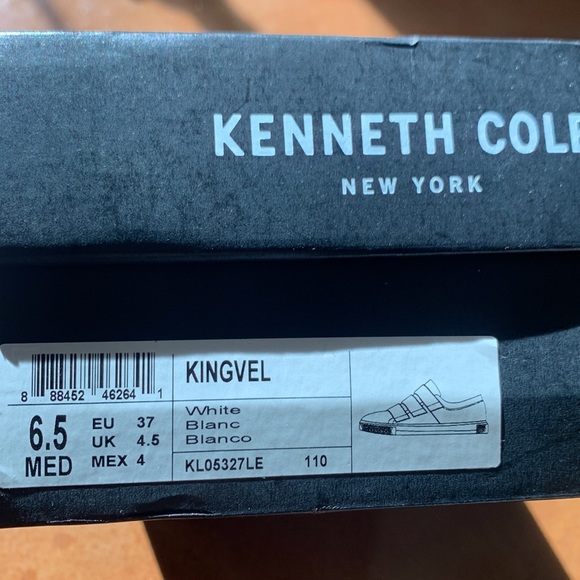 KENNETH COLE
NEW YORK
8 88452 46264 1
KINGVEL
6.5
MED
EU 37
UK 4.5
MEX 4
White
Blanc
Blanco
KL05327LE 110